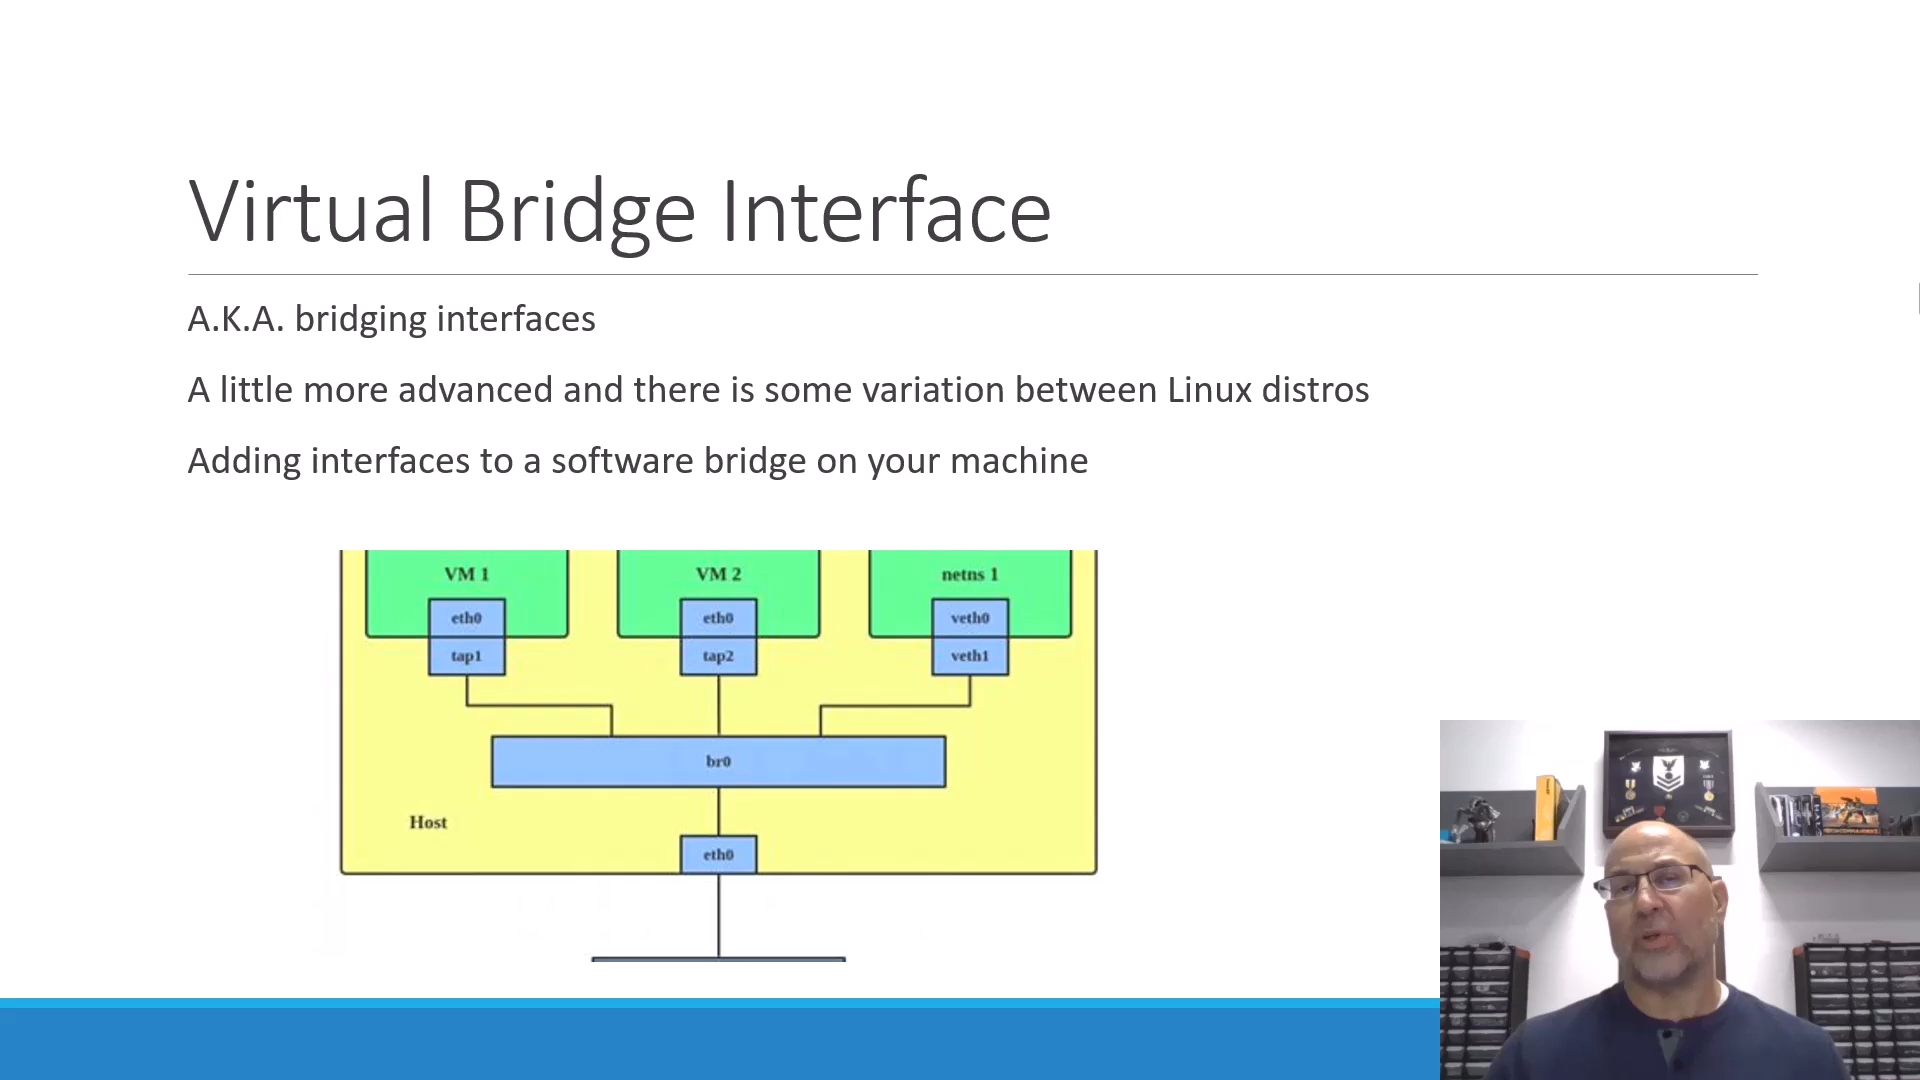 Virtual Bridge Interface
A.K.A. bridging interfaces
A little more advanced and there is some variation between Linux distros
Adding interfaces to a software bridge on your machine
VM 1
VM 2
netns 1
eth0
eth0
veth0
tap1
tap2
veth1
br0
Host
eth0